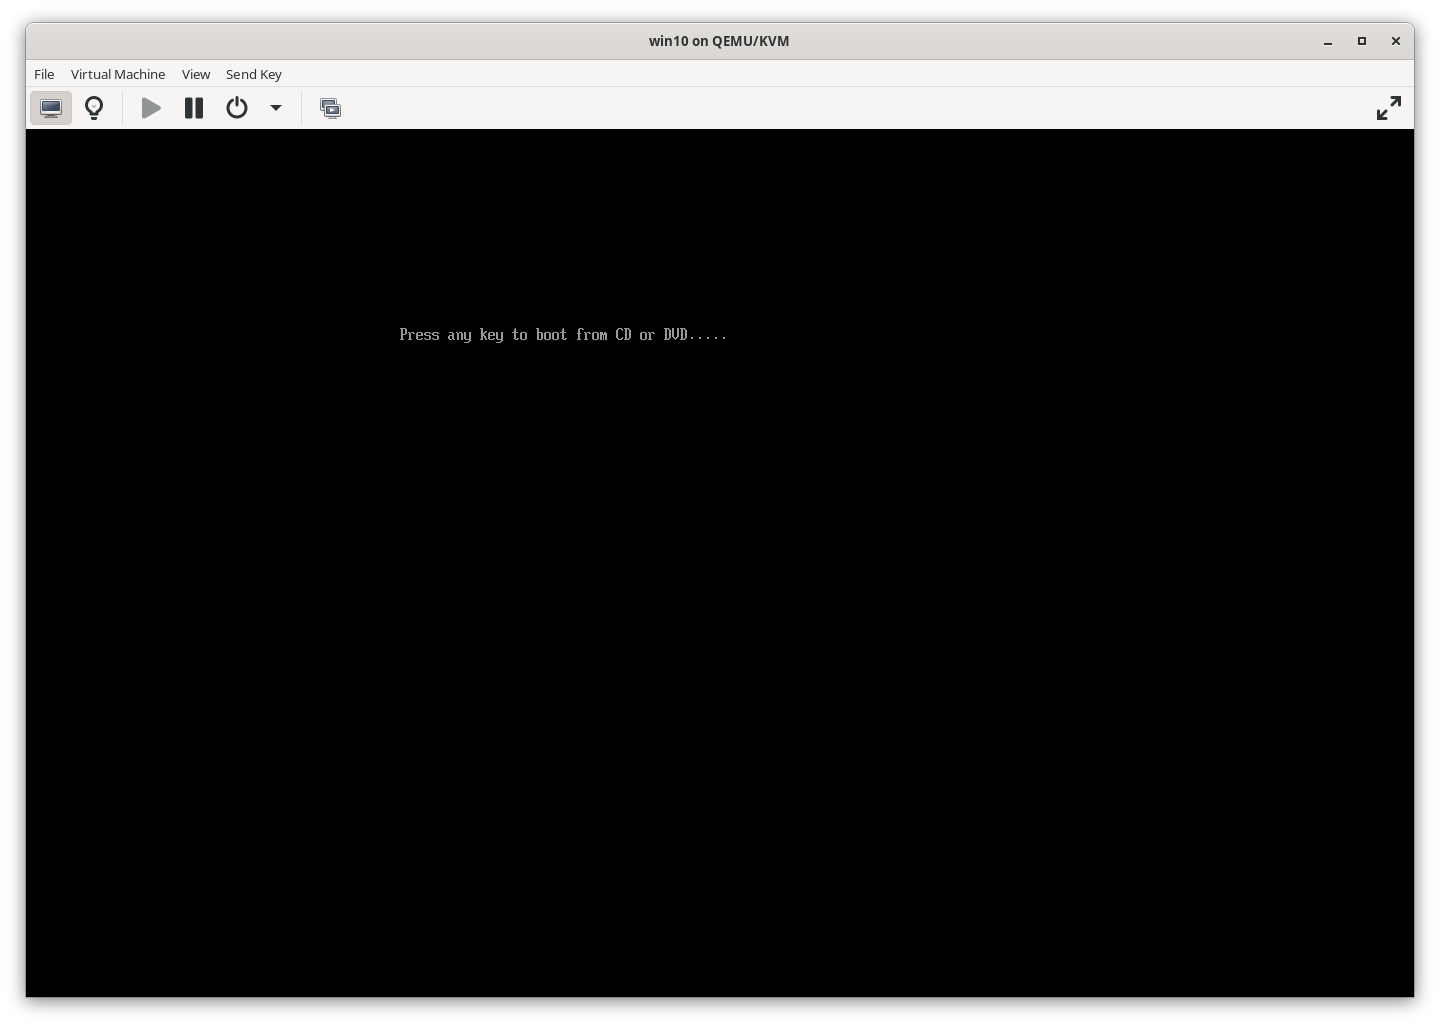 win10 on QEMU/KVM
File Virtual Machine View Send Key
Press any key to boot from CD or DVD.....